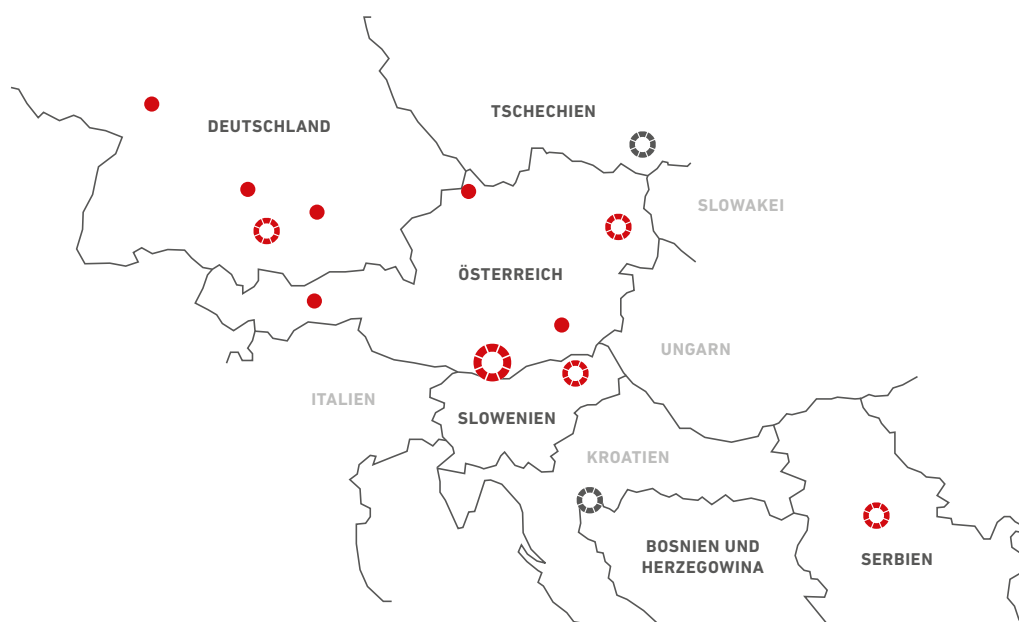 TSCHECHIEN
DEUTSCHLAND
SLOWAKEI
ÖSTERREICH
UNGARN
ITALIEN
SLOWENIEN
KROATIEN
BOSNIEN UND
HERZEGOWINA
SERBIEN